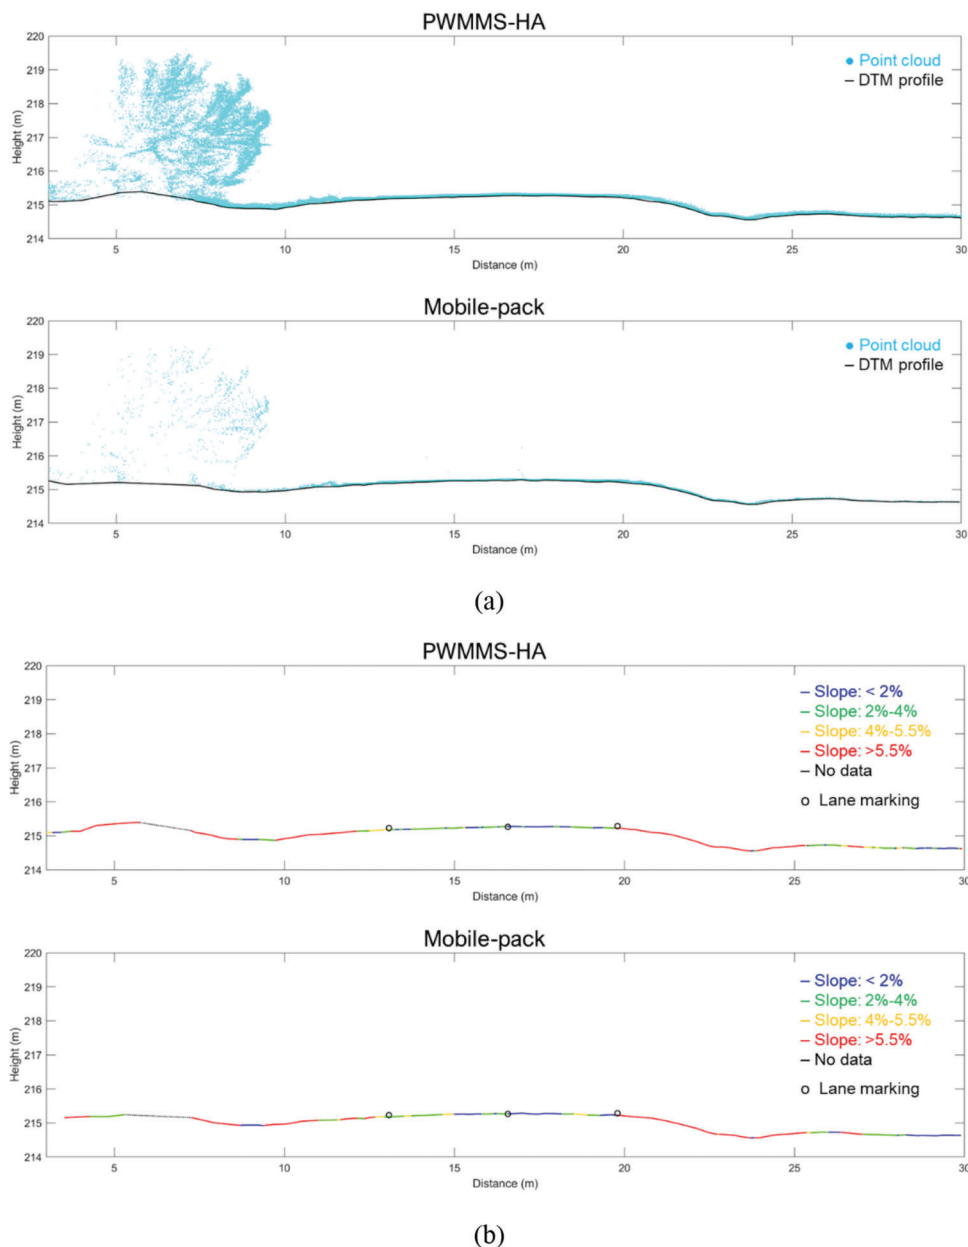 PWMMS-HA
220
219
218
217
216
215
214
Height (m)
Point cloud
DTM profile
5 10 15 20 25 30
Distance (m)
Mobile-pack
220
219
218
217
216
215
214
Height (m)
Point cloud
DTM profile
5 10 15 20 25 30
Distance (m)
(a)
PWMMS-HA
220
219
218
217
216
215
214
Height (m)
Slope: < 2%
Slope: 2%-4%
Slope: 4%-5.5%
Slope: >5.5%
No data
Lane marking
5 10 15 20 25 30
Distance (m)
Mobile-pack
220
219
218
217
216
215
214
Height (m)
Slope: < 2%
Slope: 2%-4%
Slope: 4%-5.5%
Slope: >5.5%
No data
Lane marking
5 10 15 20 25 30
Distance (m)
(b)